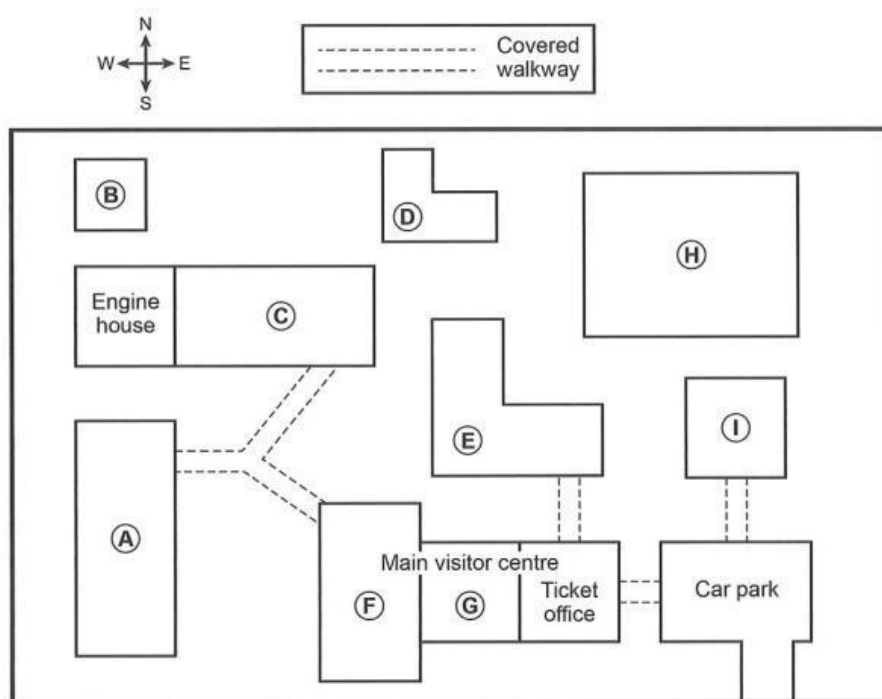 N
W E
S
Covered
walkway
B
D
H
Engine
house
C
I
E
A
Main visitor centre
F
G
Ticket
office
Car park